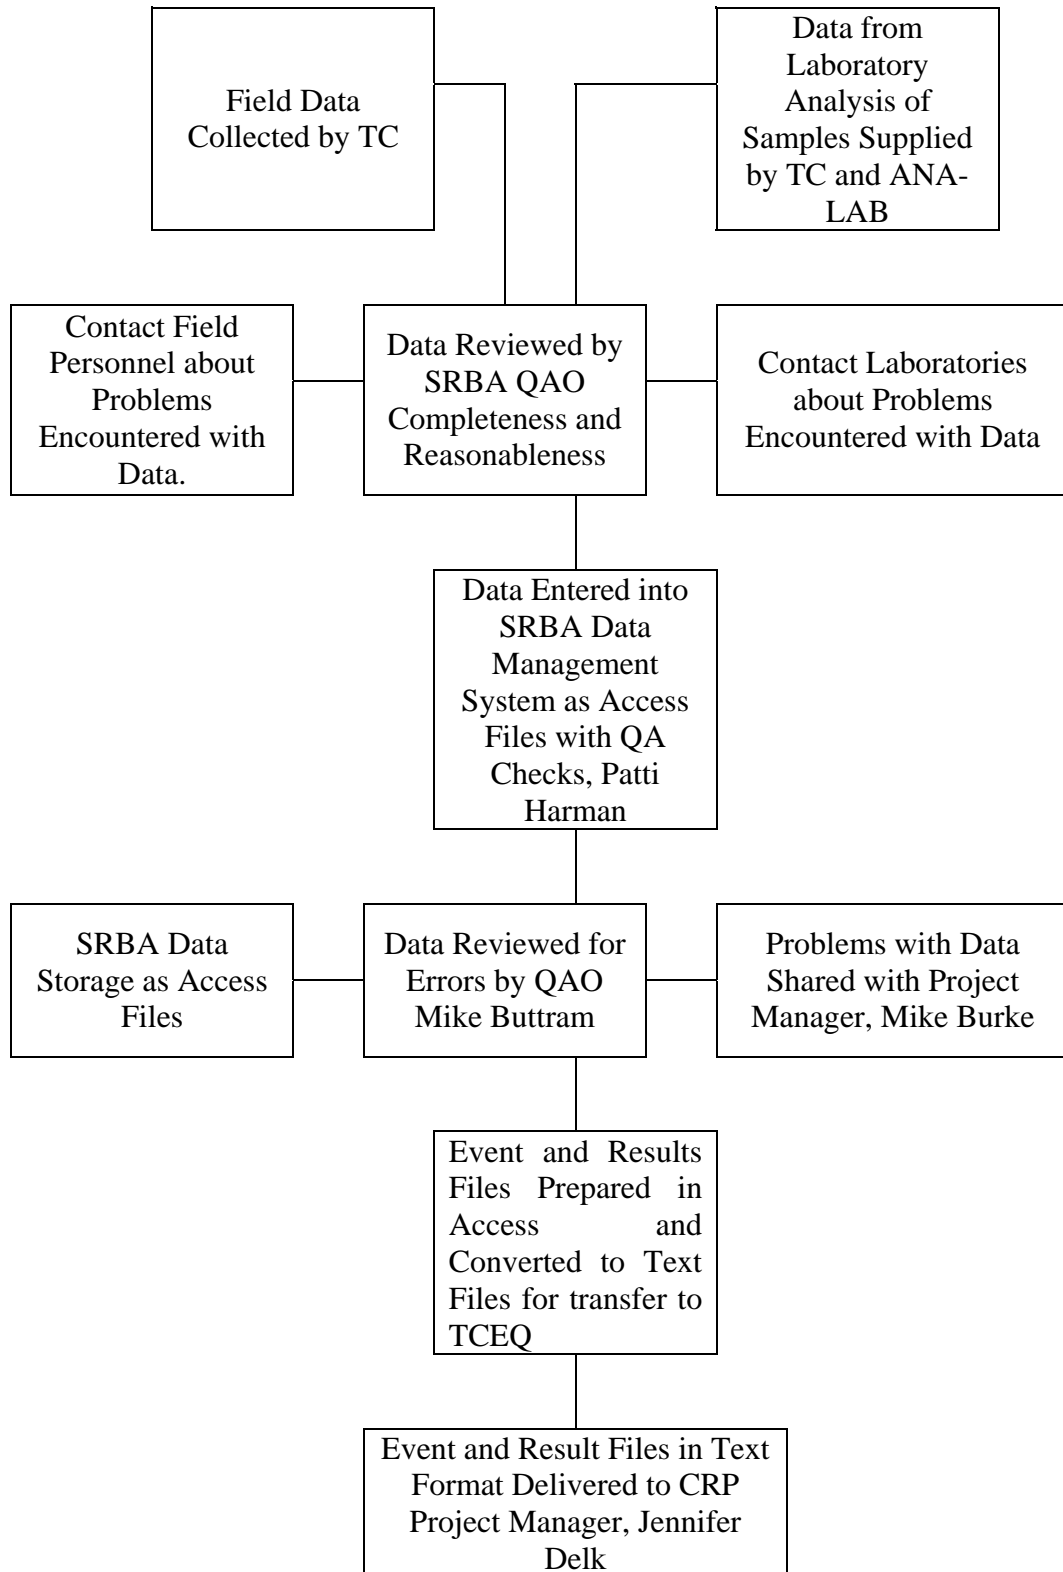 Field Data
Collected by TC
Data from
Laboratory
Analysis of
Samples Supplied
by TC and ANA-
LAB
Contact Field
Personnel about
Problems
Encountered with
Data.
Data Reviewed by
SRBA QAO
Completeness and
Reasonableness
Contact Laboratories
about Problems
Encountered with Data
Data Entered into
SRBA Data
Management
System as Access
Files with QA
Checks, Patti
Harman
SRBA Data
Storage as Access
Files
Data Reviewed for
Errors by QAO
Mike Buttram
Problems with Data
Shared with Project
Manager, Mike Burke
Event and Results
Files Prepared in
Access and
Converted to Text
Files for transfer to
TCEQ
Event and Result Files in Text
Format Delivered to CRP
Project Manager, Jennifer
Delk